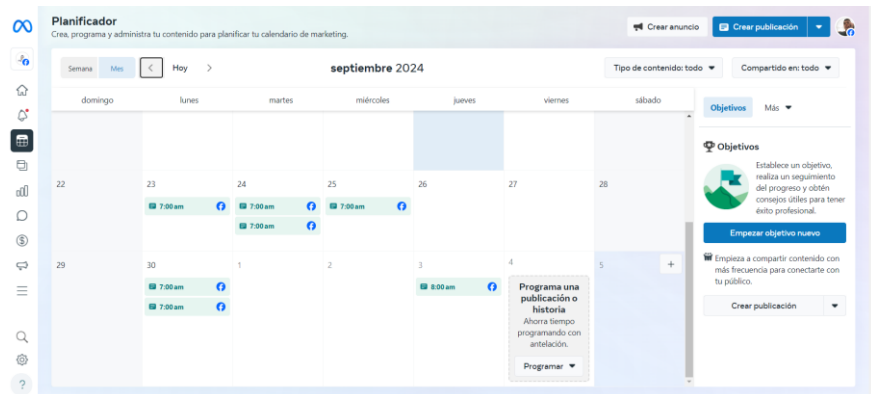 Planificador
Crea, programa y administra tu contenido para planificar tu calendario de marketing.
Crear anuncio
Crear publicación
Semana Mes Hoy septiembre 2024 Tipo de contenido: todo Compartido en: todo
domingo lunes martes miércoles jueves viernes sábado
22 23 24 25 26 27 28
7:00 am 7:00 am 7:00 am
7:00 am
29 30 1 2 3 4 5 +
7:00 am 8:00 am
7:00 am
Programa una
publicación o
historia
Ahorra tiempo
programando con
antelación.
Programar
Objetivos Más
Objetivos
Establece un objetivo,
realiza un seguimiento
del progreso y obtén
consejos útiles para tener
éxito profesional.
Empezar objetivo nuevo
Empieza a compartir contenido con
más frecuencia para conectarte con
tu público.
Crear publicación
?